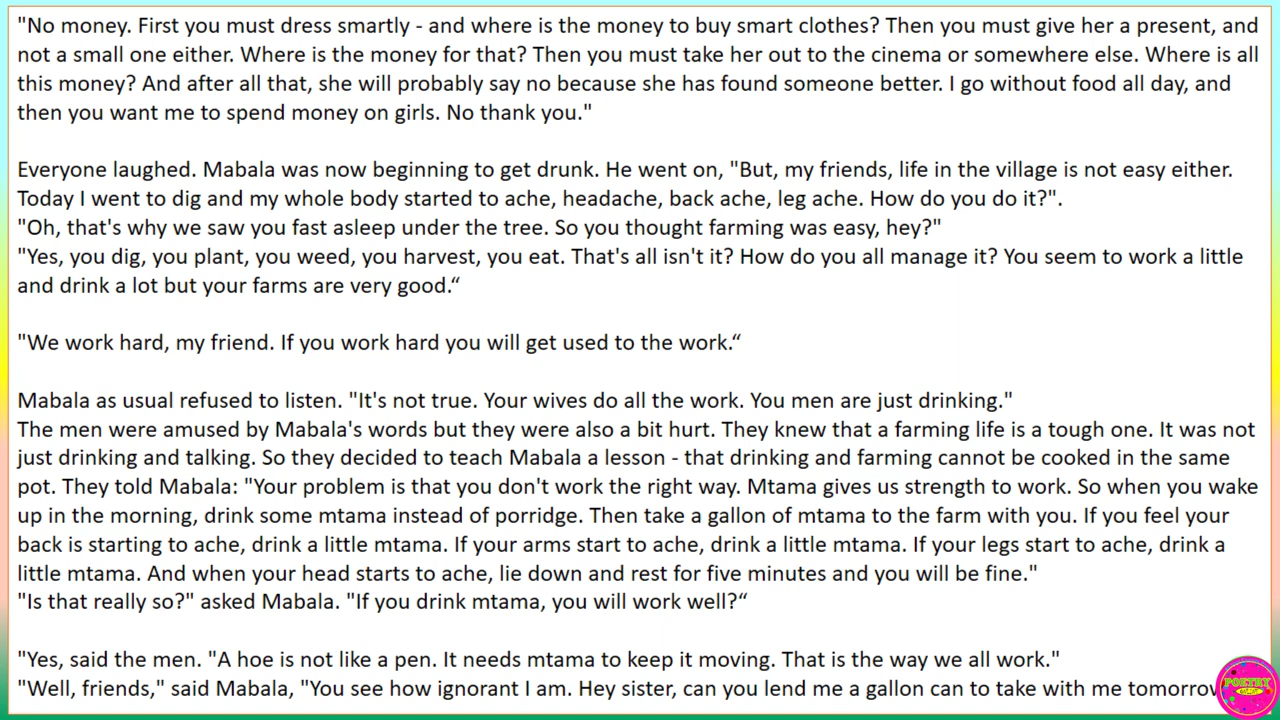 "No money. First you must dress smartly - and where is the money to buy smart clothes? Then you must give her a present, and
not a small one either. Where is the money for that? Then you must take her out to the cinema or somewhere else. Where is all
this money? And after all that, she will probably say no because she has found someone better. I go without food all day, and
then you want me to spend money on girls. No thank you."
Everyone laughed. Mabala was now beginning to get drunk. He went on, "But, my friends, life in the village is not easy either.
Today I went to dig and my whole body started to ache, headache, back ache, leg ache. How do you do it?".
"Oh, that's why we saw you fast asleep under the tree. So you thought farming was easy, hey?"
"Yes, you dig, you plant, you weed, you harvest, you eat. That's all isn't it? How do you all manage it? You seem to work a little
and drink a lot but your farms are very good.“
"We work hard, my friend. If you work hard you will get used to the work.“
Mabala as usual refused to listen. "It's not true. Your wives do all the work. You men are just drinking."
The men were amused by Mabala's words but they were also a bit hurt. They knew that a farming life is a tough one. It was not
just drinking and talking. So they decided to teach Mabala a lesson - that drinking and farming cannot be cooked in the same
pot. They told Mabala: "Your problem is that you don't work the right way. Mtama gives us strength to work. So when you wake
up in the morning, drink some mtama instead of porridge. Then take a gallon of mtama to the farm with you. If you feel your
back is starting to ache, drink a little mtama. If your arms start to ache, drink a little mtama. If your legs start to ache, drink a
little mtama. And when your head starts to ache, lie down and rest for five minutes and you will be fine."
"Is that really so?" asked Mabala. "If you drink mtama, you will work well?“
"Yes, said the men. "A hoe is not like a pen. It needs mtama to keep it moving. That is the way we all work."
"Well, friends," said Mabala, "You see how ignorant I am. Hey sister, can you lend me a gallon can to take with me tomorrow
POETRY